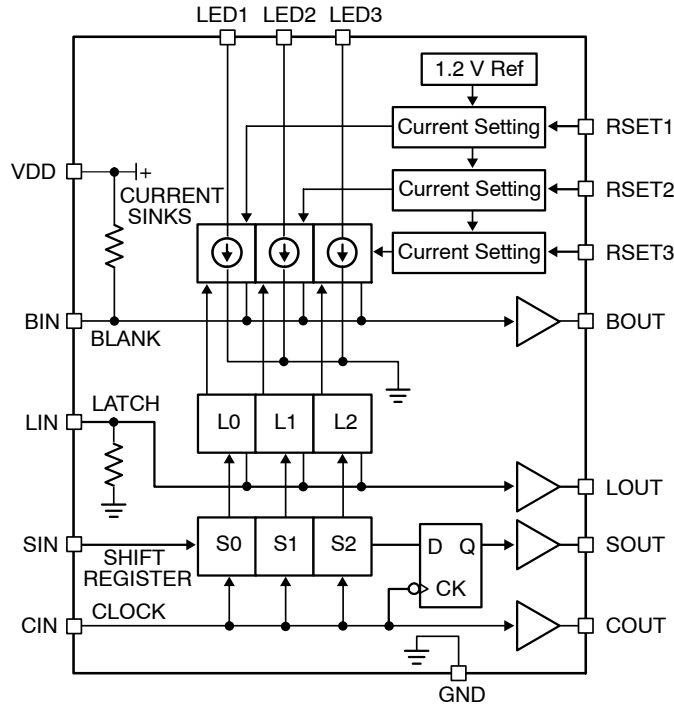 LED1 LED2 LED3
1.2 V Ref
Current Setting
RSET1
VDD
+
CURRENT
SINKS
Current Setting
RSET2
Current Setting
RSET3
BIN
BLANK
BOUT
LIN
LATCH
L0 L1 L2
LOUT
SIN
SHIFT
REGISTER
S0 S1 S2
D Q
CK
SOUT
CIN
CLOCK
COUT
GND